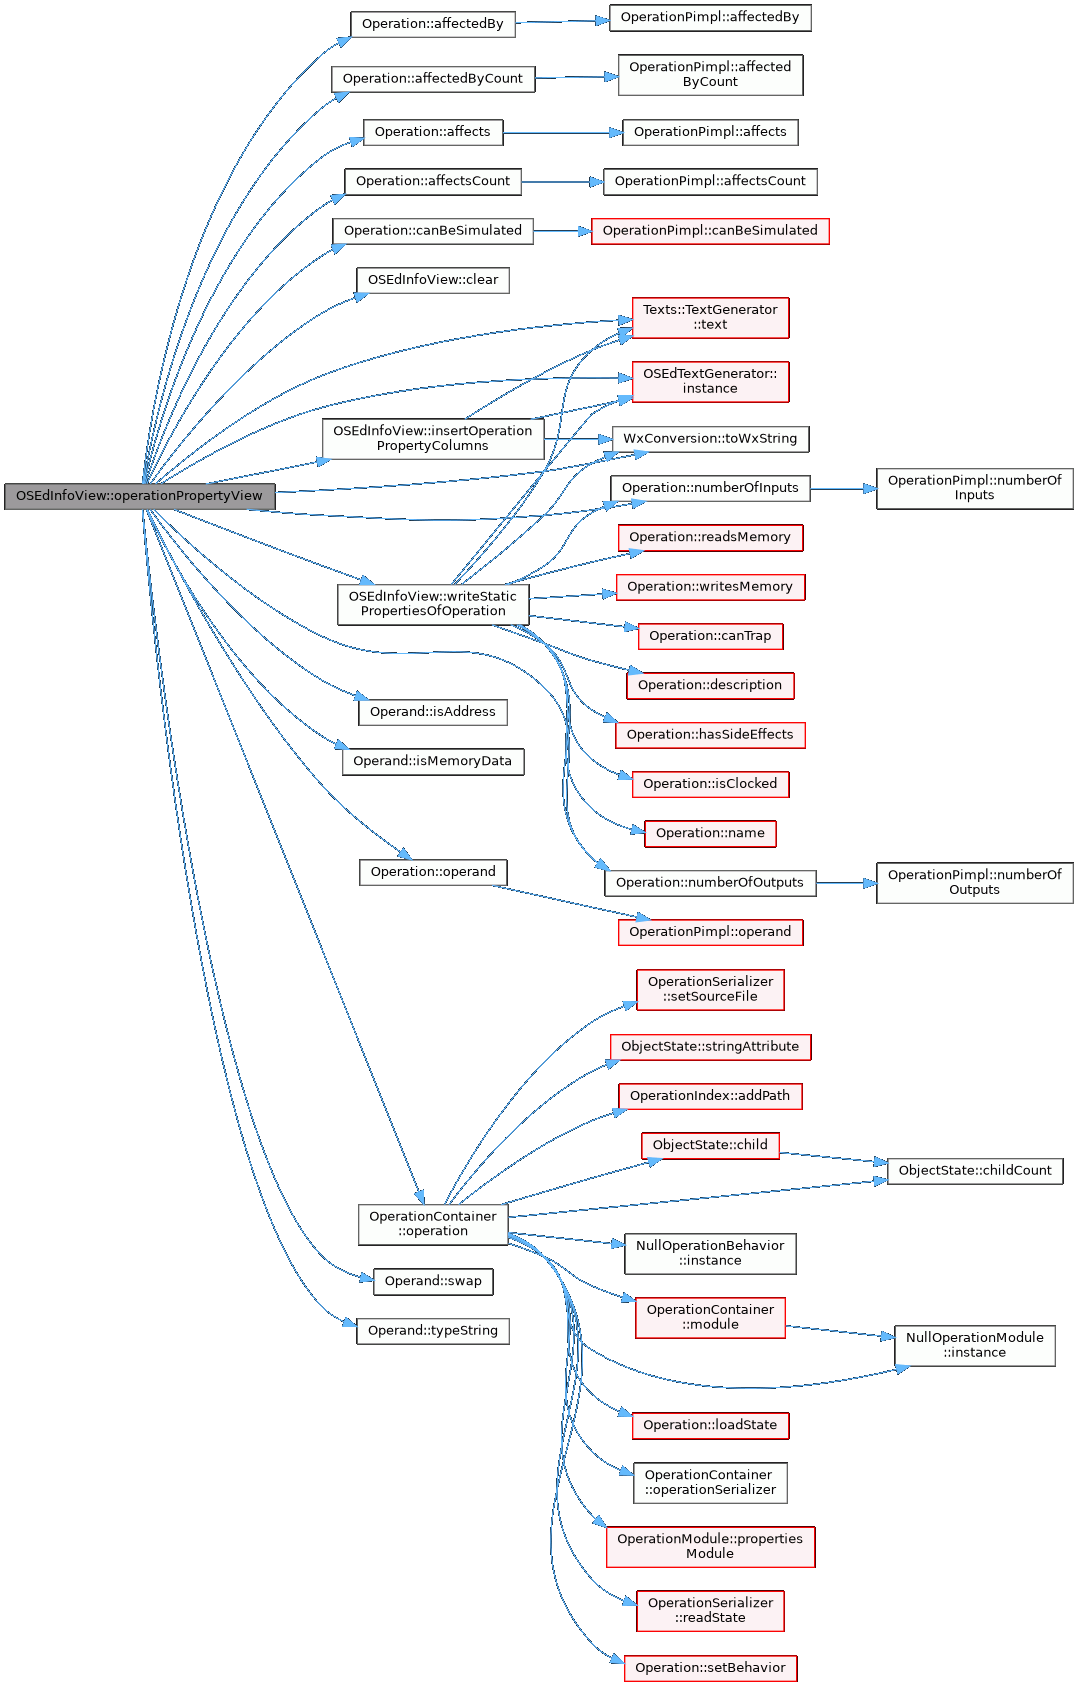 Operation::affectedBy
OperationPimpl::affectedBy
Operation::affectedByCount
OperationPimpl::affected
ByCount
Operation::affects
OperationPimpl::affects
Operation::affectsCount
OperationPimpl::affectsCount
Operation::canBeSimulated
OperationPimpl::canBeSimulated
OSEdInfoView::clear
Texts::TextGenerator
::text
OSEdTextGenerator::
instance
OSEdInfoView::insertOperation
PropertyColumns
WxConversion::toWxString
OSEdInfoView::operationPropertyView
Operation::numberOfInputs
OperationPimpl::numberOf
Inputs
Operation::readsMemory
Operation::writesMemory
OSEdInfoView::writeStatic
PropertiesOfOperation
Operation::canTrap
Operation::description
Operand::isAddress
Operation::hasSideEffects
Operand::isMemoryData
Operation::isClocked
Operation::name
Operation::operand
Operation::numberOfOutputs
OperationPimpl::numberOf
Outputs
OperationPimpl::operand
OperationSerializer
::setSourceFile
ObjectState::stringAttribute
OperationIndex::addPath
ObjectState::child
ObjectState::childCount
OperationContainer
::operation
NullOperationBehavior
::instance
Operand::swap
OperationContainer
::module
Operand::typeString
NullOperationModule
::instance
Operation::loadState
OperationContainer
::operationSerializer
OperationModule::properties
Module
OperationSerializer
::readState
Operation::setBehavior